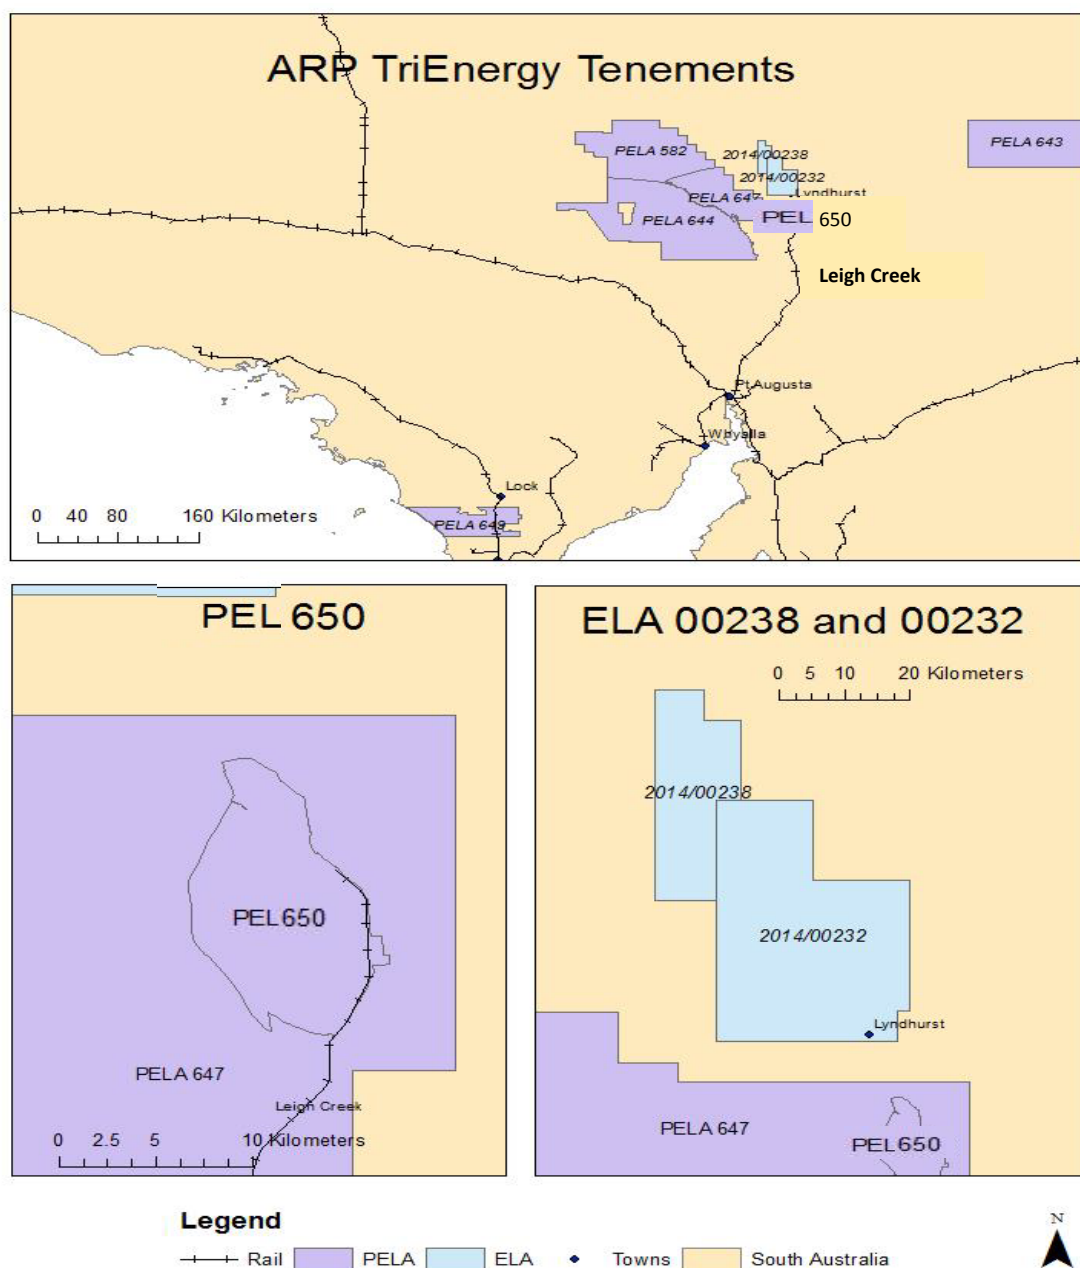 ARP TriEnergy Tenements
PELA 582
2014/00238
PELA 643
2014/00232
Lyndhurst
PELA 647
PELA 644
PEL 650
Leigh Creek
Pt Augusta
Whyalla
Lock
0 40 80 160 Kilometers
PELA 649
PEL 650
PEL 650
PELA 647
Leigh Creek
0 2.5 5 10 Kilometers
ELA 00238 and 00232
0 5 10 20 Kilometers
2014/00238
2014/00232
Lyndhurst
PELA 647
PEL 650
Legend
N
Rail PELA ELA Towns South Australia